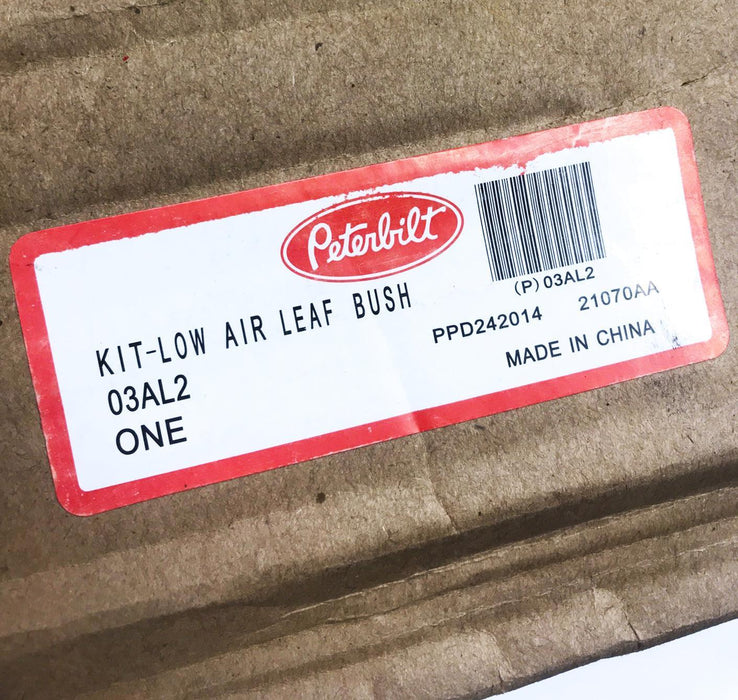 Peterbilt
(P) 03AL2
KIT-LOW AIR LEAF BUSH
PPD242014 21070AA
03AL2
MADE IN CHINA
ONE